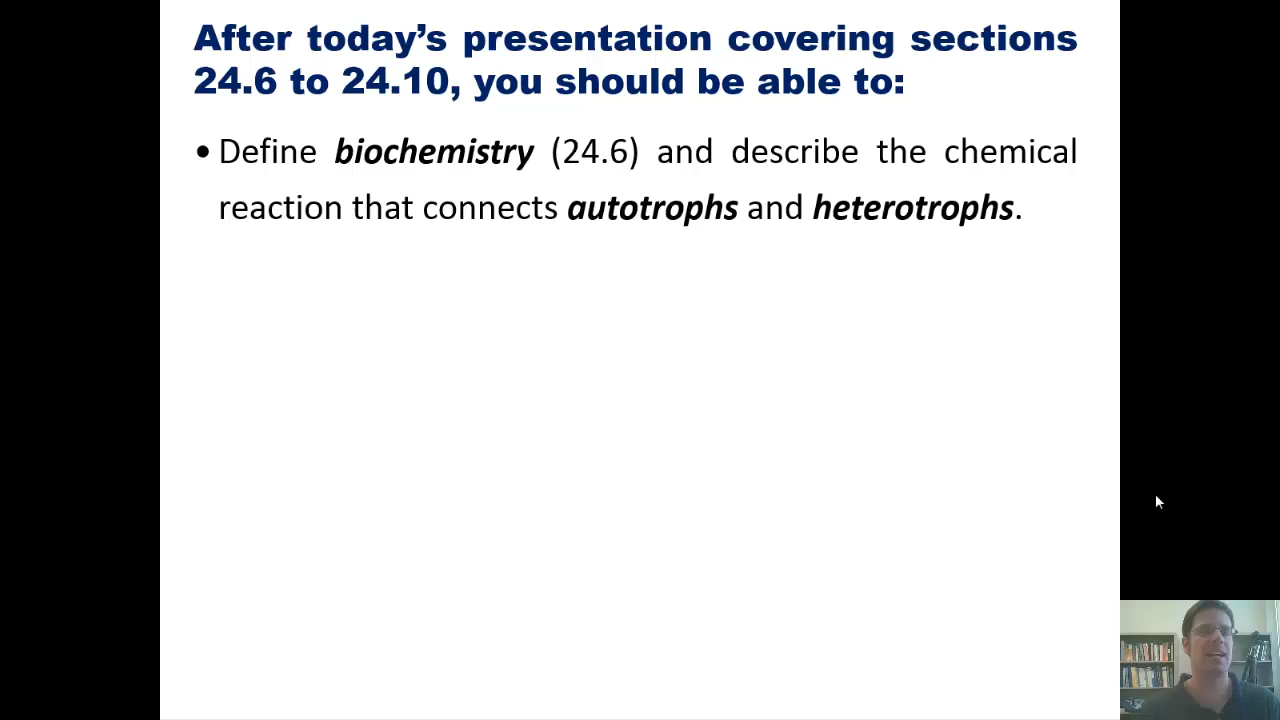 After today’s presentation covering sections
24.6 to 24.10, you should be able to:
• Define biochemistry (24.6) and describe the chemical
reaction that connects autotrophs and heterotrophs.